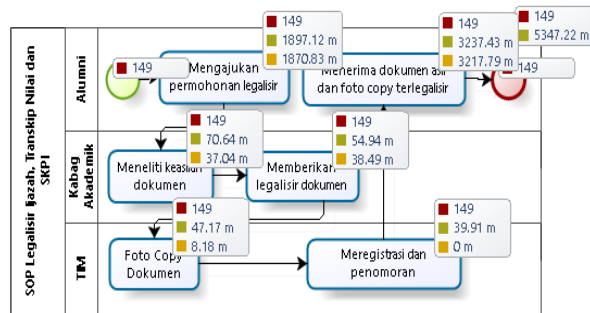 SOP Legalisir Ijazah, Transkip Nilai dan
SKPI
Alumni
149
Mengajukan
permohonan legalisir
149
1897.12 m
1870.83 m
Menerima dokumen asli
dan foto copy terlegalisir
149
3237.43 m
3217.79 m
149
5347.22 m
149
Kabag
Akademik
Meneliti keaslian
dokumen
149
70.64 m
37.04 m
Memberikan
legalisir dokumen
149
54.94 m
38.49 m
TIM
Foto Copy
Dokumen
149
47.17 m
8.18 m
Meregistrasi dan
penomoran
149
39.91 m
0 m